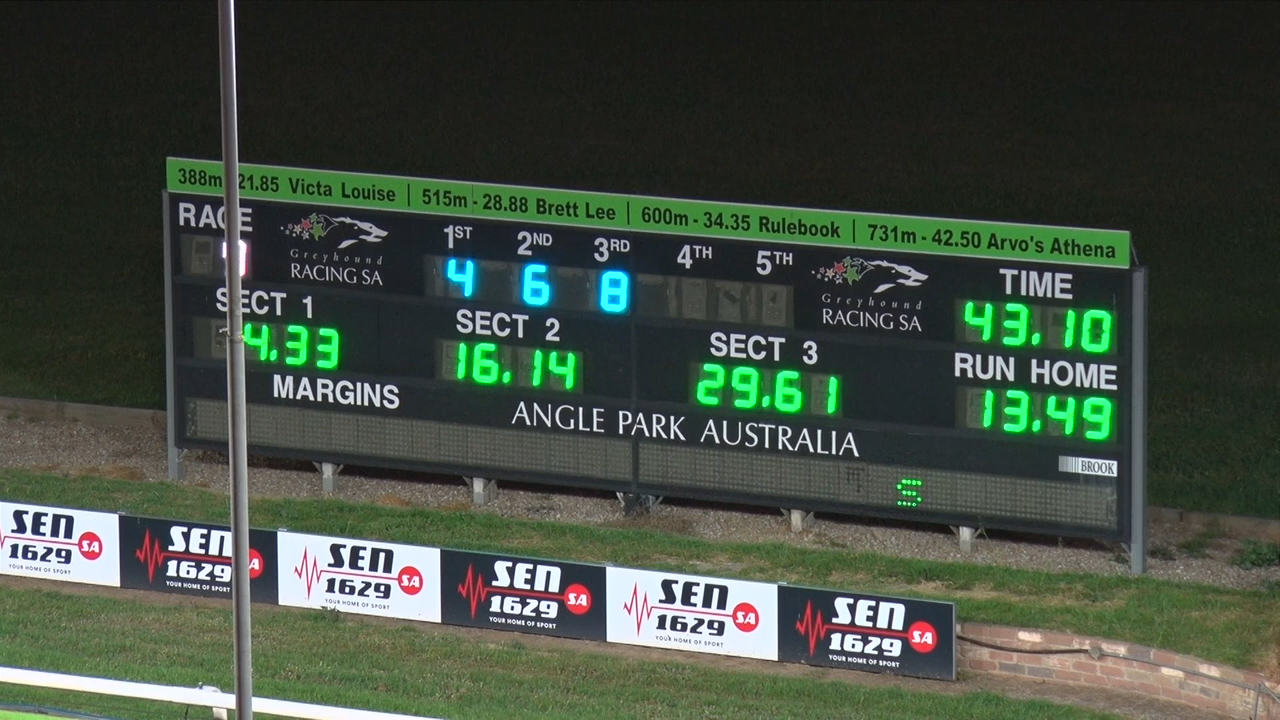 388m - 21.85 Victa Louise | 515m - 28.88 Brett Lee | 600m - 34.35 Rulebook | 731m - 42.50 Arvo's Athena
RACE
Greyhound
RACING SA
1ST 2ND 3RD 4TH 5TH
4 6 8
Greyhound
RACING SA
TIME
43.10
SECT 1
4.33
SECT 2
16.14
SECT 3
29.61
RUN HOME
13.49
MARGINS
ANGLE PARK AUSTRALIA
BROOK
S
SEN
1629 SA
YOUR HOME OF SPORT
SEN
1629 SA
YOUR HOME OF SPORT
SEN
1629 SA
YOUR HOME OF SPORT
SEN
1629 SA
YOUR HOME OF SPORT
SEN
1629 SA
YOUR HOME OF SPORT
SEN
1629 SA
YOUR HOME OF SPORT